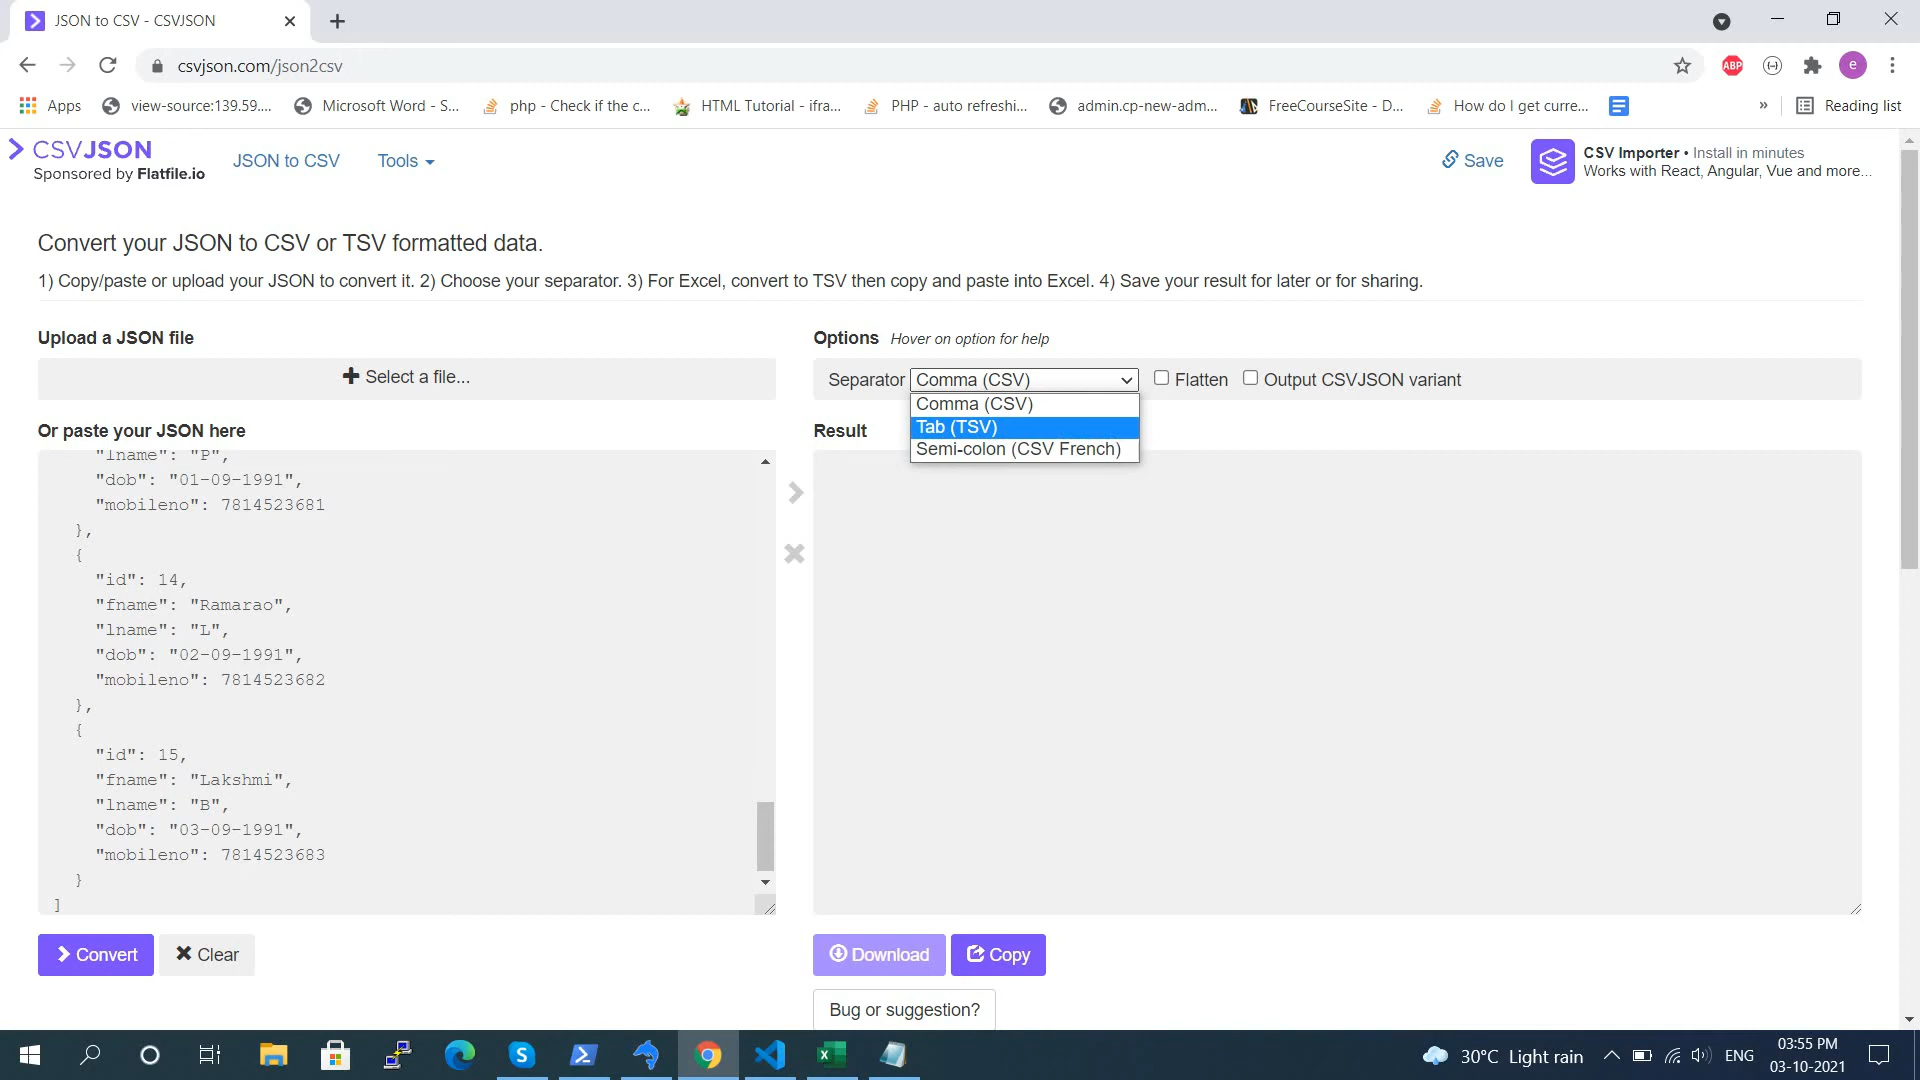 JSON to CSV - CSVJSON
csvjson.com/json2csv
ABP
e
Apps
view-source:139.59....
Microsoft Word - S...
php - Check if the c...
HTML Tutorial - ifra...
PHP - auto refreshi...
admin.cp-new-adm...
FreeCourseSite - D...
How do I get curre...
»
Reading list
CSVJSON
Sponsored by Flatfile.io
JSON to CSV
Tools
Save
CSV Importer • Install in minutes
Works with React, Angular, Vue and more...
Convert your JSON to CSV or TSV formatted data.
1) Copy/paste or upload your JSON to convert it. 2) Choose your separator. 3) For Excel, convert to TSV then copy and paste into Excel. 4) Save your result for later or for sharing.
Upload a JSON file
Select a file...
Options Hover on option for help
Separator Comma (CSV) Flatten Output CSVJSON variant
Comma (CSV)
Tab (TSV)
Semi-colon (CSV French)
Or paste your JSON here
Result
"lname": "P",
"dob": "01-09-1991",
"mobileno": 7814523681
},
{
"id": 14,
"fname": "Ramarao",
"lname": "L",
"dob": "02-09-1991",
"mobileno": 7814523682
},
{
"id": 15,
"fname": "Lakshmi",
"lname": "B",
"dob": "03-09-1991",
"mobileno": 7814523683
}
]
Convert
Clear
Download
Copy
Bug or suggestion?
30°C Light rain
ENG
03:55 PM
03-10-2021